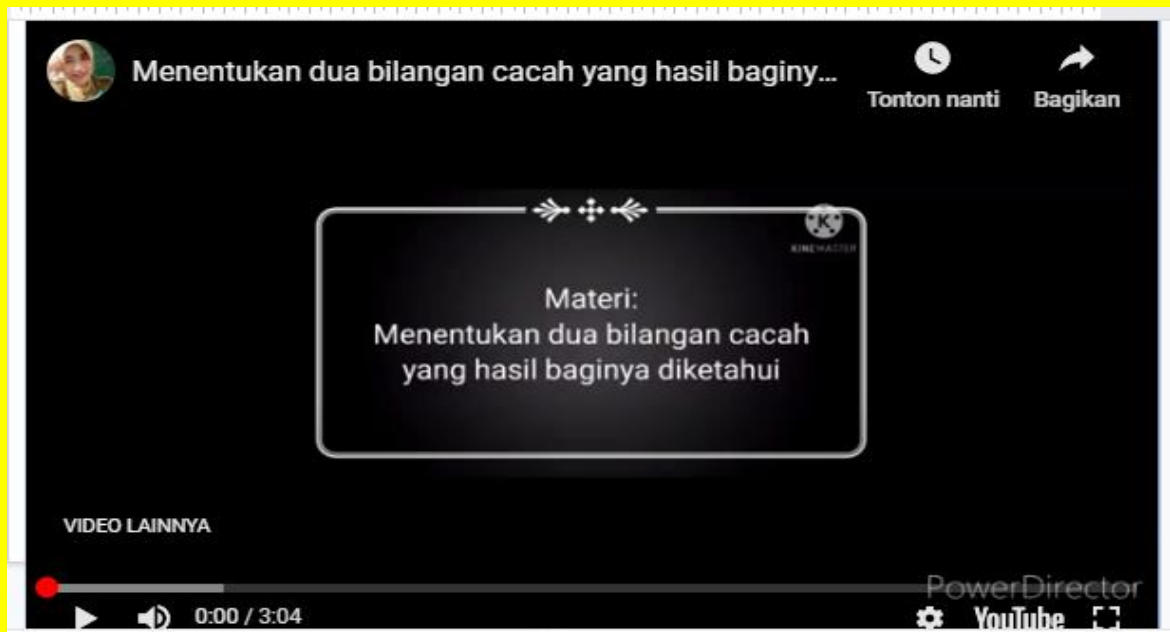 Menentukan dua bilangan cacah yang hasil baginy...
Tonton nanti
Bagikan
K
KINEMASTER
Materi:
Menentukan dua bilangan cacah
yang hasil baginya diketahui
VIDEO LAINNYA
PowerDirector
0:00 / 3:04
YouTube